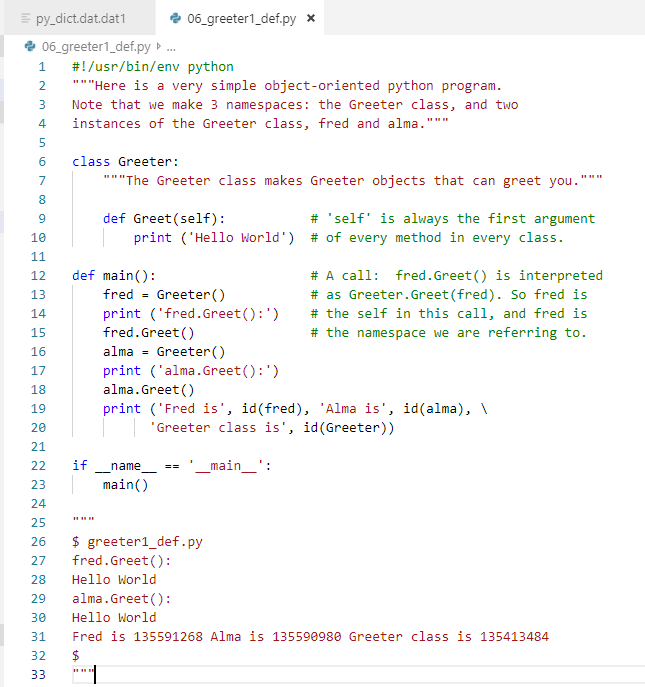 py_dict.dat.dat1 06_greeter1_def.py ×
06_greeter1_def.py ▸ ...
1 #!/usr/bin/env python
2 """Here is a very simple object-oriented python program.
3 Note that we make 3 namespaces: the Greeter class, and two
4 instances of the Greeter class, fred and alma."""
5
6 class Greeter:
7     """The Greeter class makes Greeter objects that can greet you."""
8
9     def Greet(self):           # 'self' is always the first argument
10         print ('Hello World')  # of every method in every class.
11
12 def main():                    # A call:  fred.Greet() is interpreted
13     fred = Greeter()           # as Greeter.Greet(fred). So fred is
14     print ('fred.Greet():')    # the self in this call, and fred is
15     fred.Greet()               # the namespace we are referring to.
16     alma = Greeter()
17     print ('alma.Greet():')
18     alma.Greet()
19     print ('Fred is', id(fred), 'Alma is', id(alma), \
20           'Greeter class is', id(Greeter))
21
22 if __name__ == '__main__':
23     main()
24
25 """
26 $ greeter1_def.py
27 fred.Greet():
28 Hello World
29 alma.Greet():
30 Hello World
31 Fred is 135591268 Alma is 135590980 Greeter class is 135413484
32 $
33 """